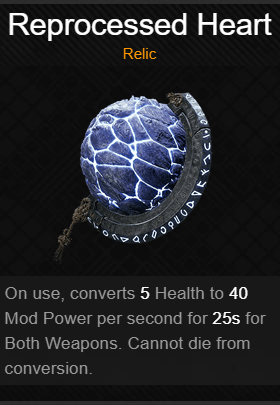 Reprocessed Heart
Relic
On use, converts 5 Health to 40
Mod Power per second for 25s for
Both Weapons. Cannot die from
conversion.